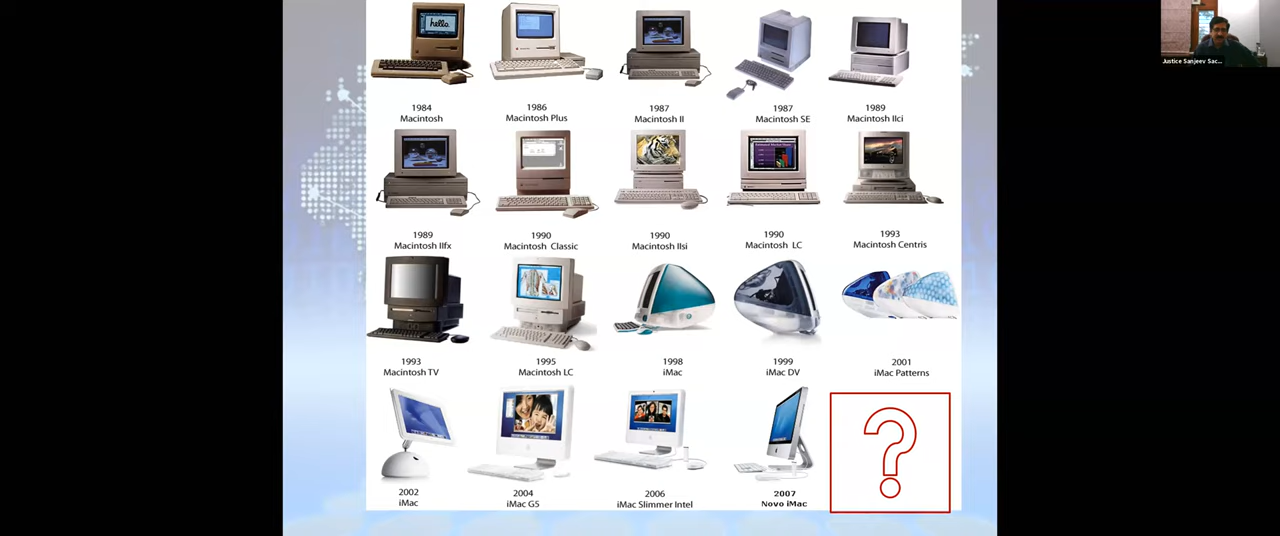 Justice Sanjeev Sac...
hello.
1984
Macintosh
1986
Macintosh Plus
1987
Macintosh II
1987
Macintosh SE
1989
Macintosh IIci
1989
Macintosh IIfx
1990
Macintosh Classic
1990
Macintosh IIsi
1990
Macintosh LC
1993
Macintosh Centris
1993
Macintosh TV
1995
Macintosh LC
1998
iMac
1999
iMac DV
2001
iMac Patterns
2002
iMac
2004
iMac G5
2006
iMac Slimmer Intel
2007
Novo iMac
?